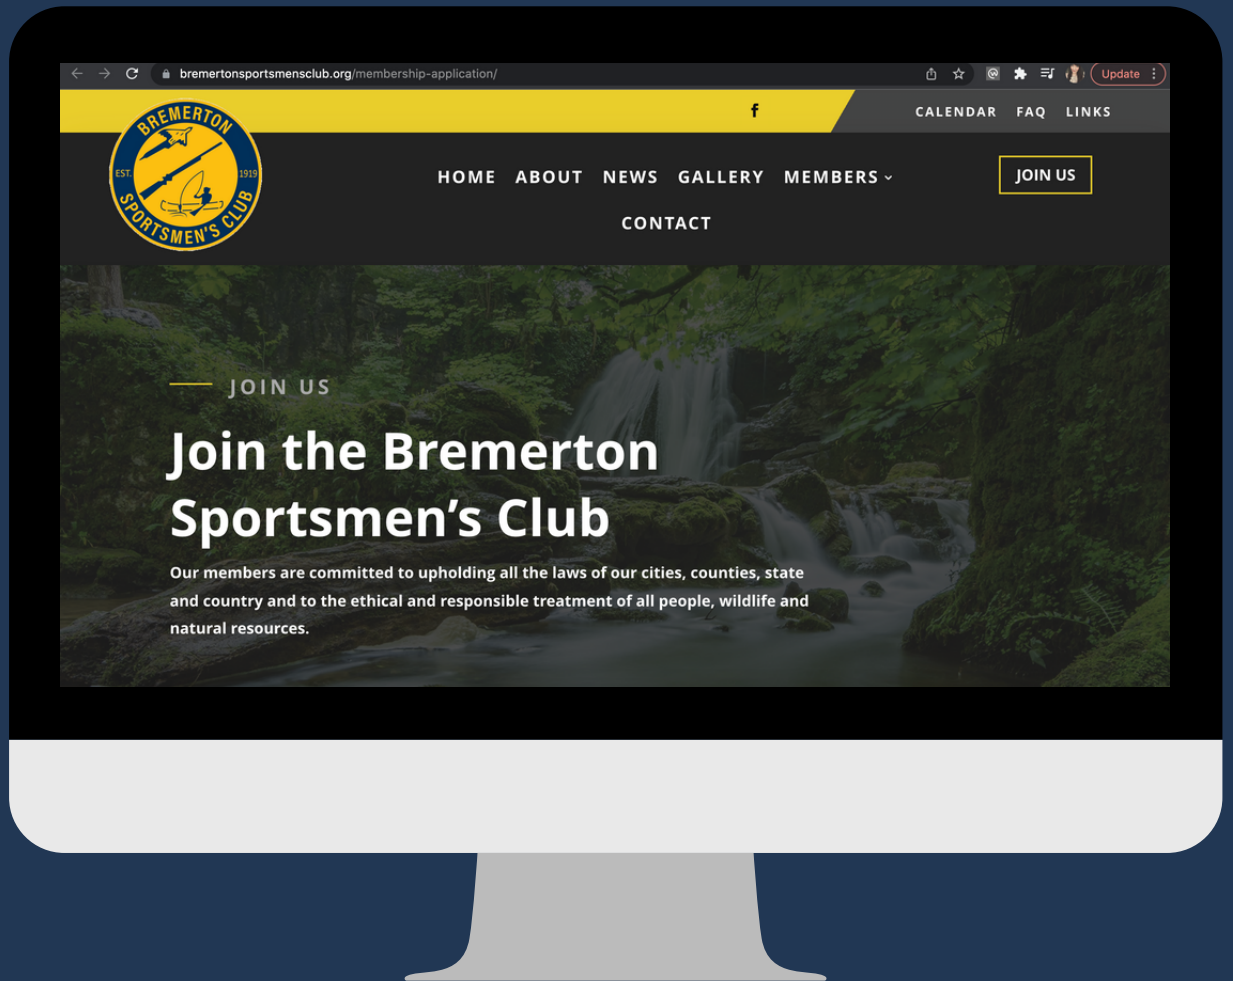 bremertonsportsmensclub.org/membership-application/
Update
f
CALENDAR FAQ LINKS
BREMERTON
EST. 1919
SPORTSMEN'S CLUB
HOME ABOUT NEWS GALLERY MEMBERS
CONTACT
JOIN US
JOIN US
Join the Bremerton
Sportsmen’s Club
Our members are committed to upholding all the laws of our cities, counties, state
and country and to the ethical and responsible treatment of all people, wildlife and
natural resources.